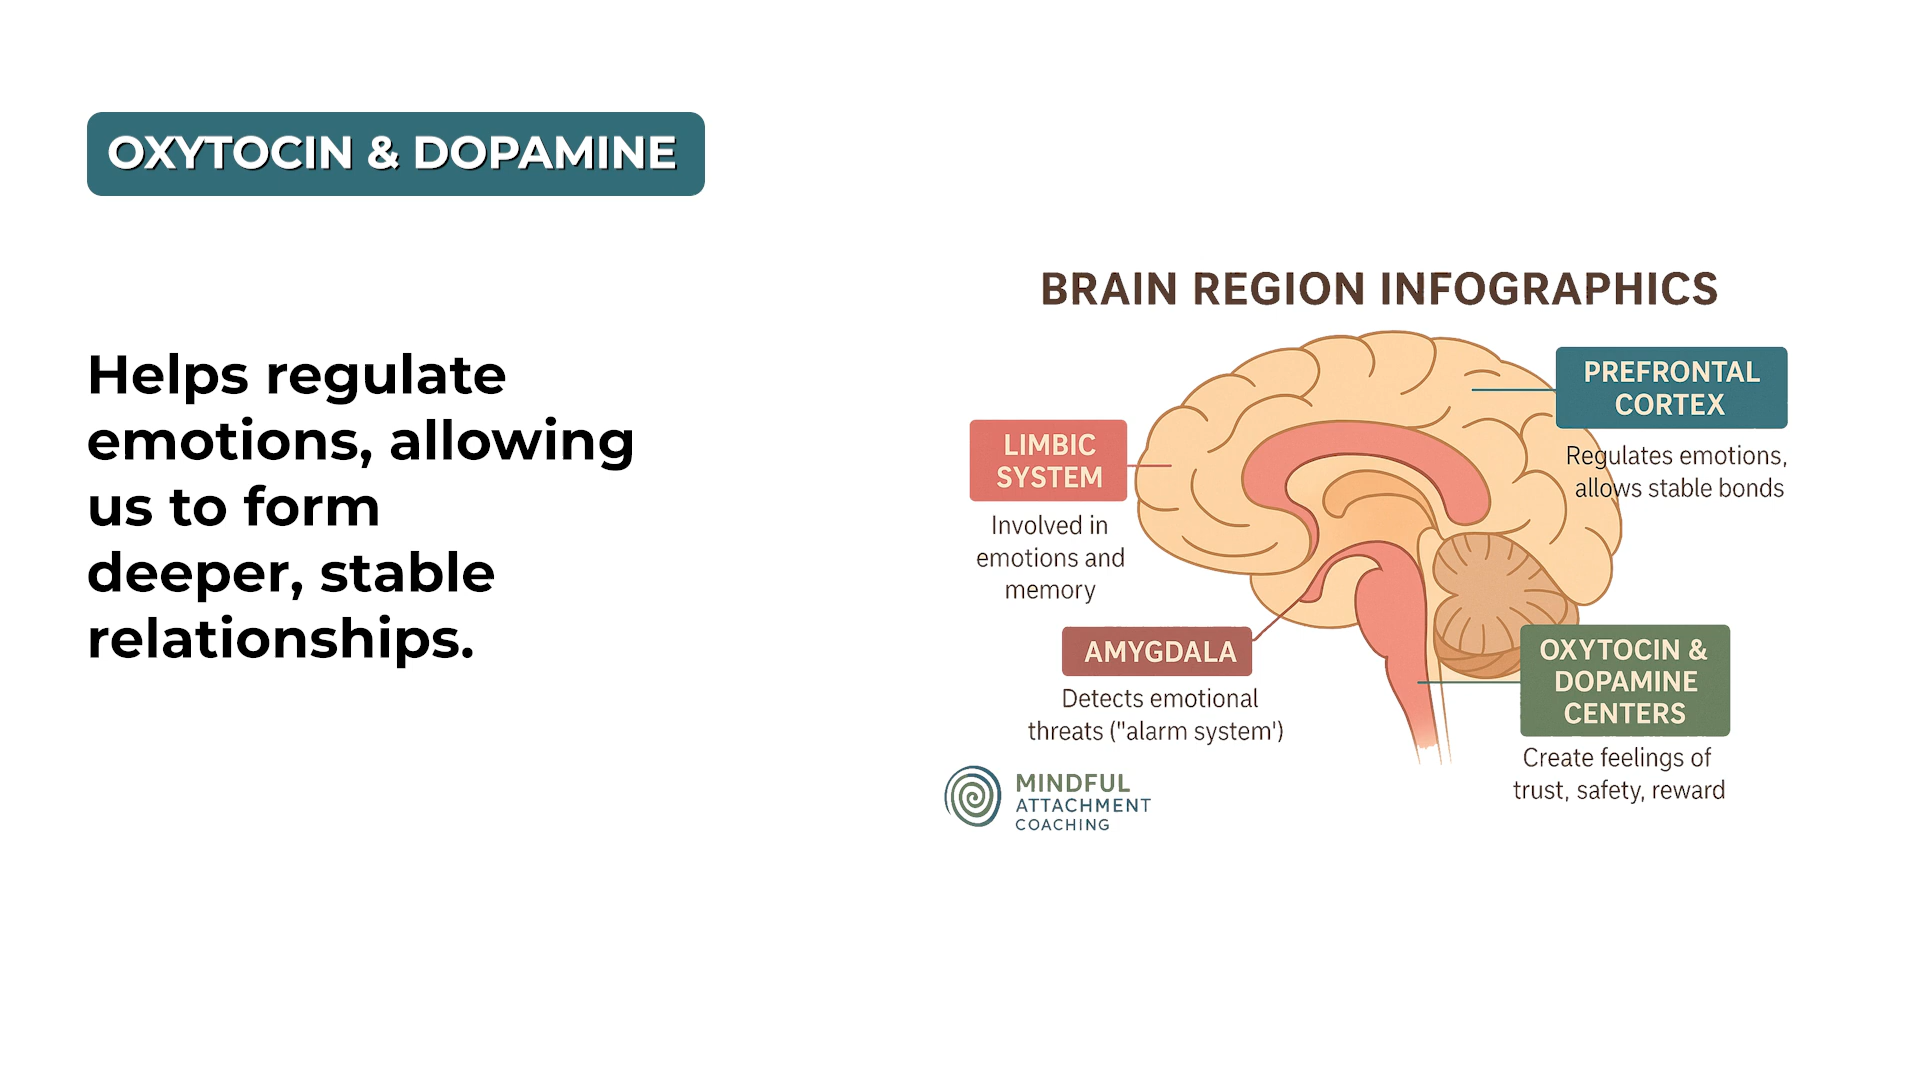 OXYTOCIN & DOPAMINE
Helps regulate
emotions, allowing
us to form
deeper, stable
relationships.
BRAIN REGION INFOGRAPHICS
PREFRONTAL
CORTEX
Regulates emotions,
allows stable bonds
LIMBIC
SYSTEM
Involved in
emotions and
memory
AMYGDALA
Detects emotional
threats ("alarm system')
OXYTOCIN &
DOPAMINE
CENTERS
Create feelings of
trust, safety, reward
MINDFUL
ATTACHMENT
COACHING